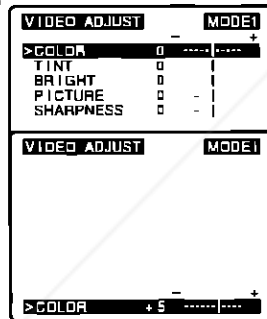 VIDEO ADJUST MODE1
- +
>COLOR 0 -----|----
TINT 0 |
BRIGHT 0 |
PICTURE 0 - |
SHARPNESS 0 - |
VIDEO ADJUST MODE1
- +
>COLOR +5 ------|----